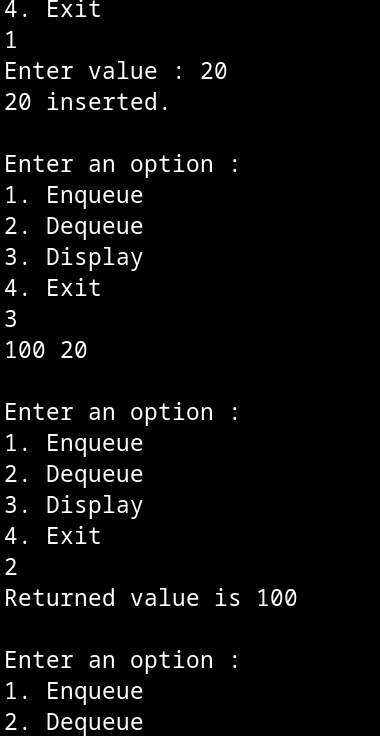 4. Exit
1
Enter value : 20
20 inserted.
Enter an option :
1. Enqueue
2. Dequeue
3. Display
4. Exit
3
100 20
Enter an option :
1. Enqueue
2. Dequeue
3. Display
4. Exit
2
Returned value is 100
Enter an option :
1. Enqueue
2. Dequeue